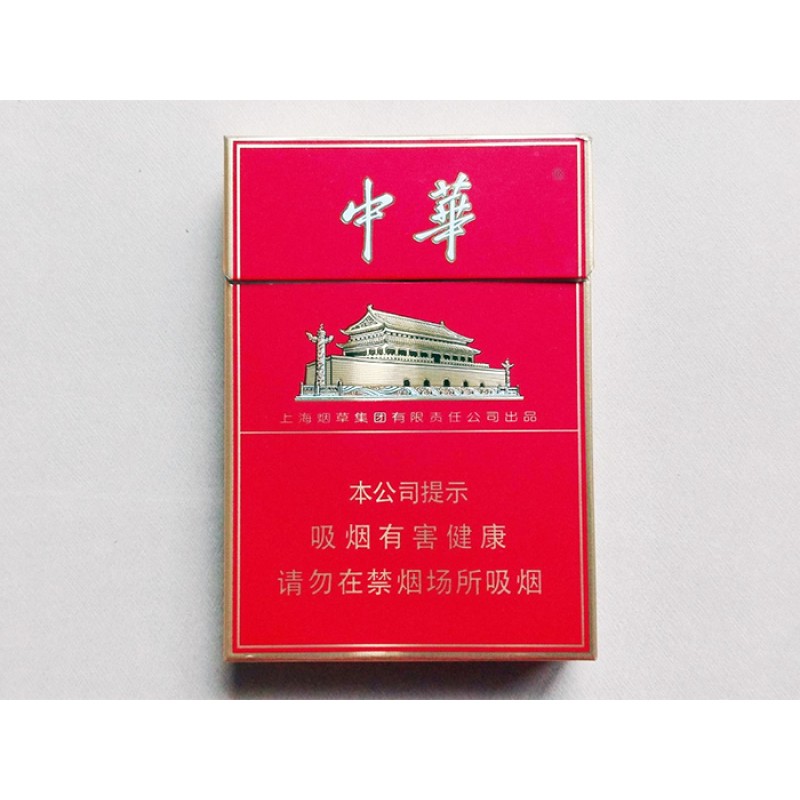 中華
上海烟草集团有限责任公司出品
本公司提示
吸烟有害健康
请勿在禁烟场所吸烟